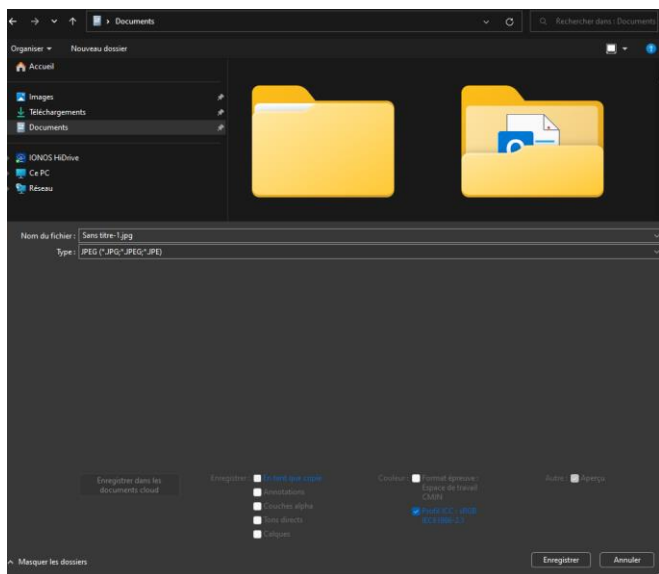 Documents
Rechercher dans : Documents
Organiser
Nouveau dossier
1
Accueil
Images
Téléchargements
Documents
IONOS HiDrive
Ce PC
Réseau
Nom du fichier : Sans titre-1.jpg
Type : JPEG (*.JPG;*.JPEG;*.JPE)
Enregistrer dans les
documents cloud
Enregistrer : En tant que copie
Annotations
Couches alpha
Tons directs
Calques
Couleur : Format épreuve :
Espace de travail
CMJN
Profil ICC : sRGB
IEC61966-2.1
Autre : Aperçu
Masquer les dossiers
Enregistrer
Annuler